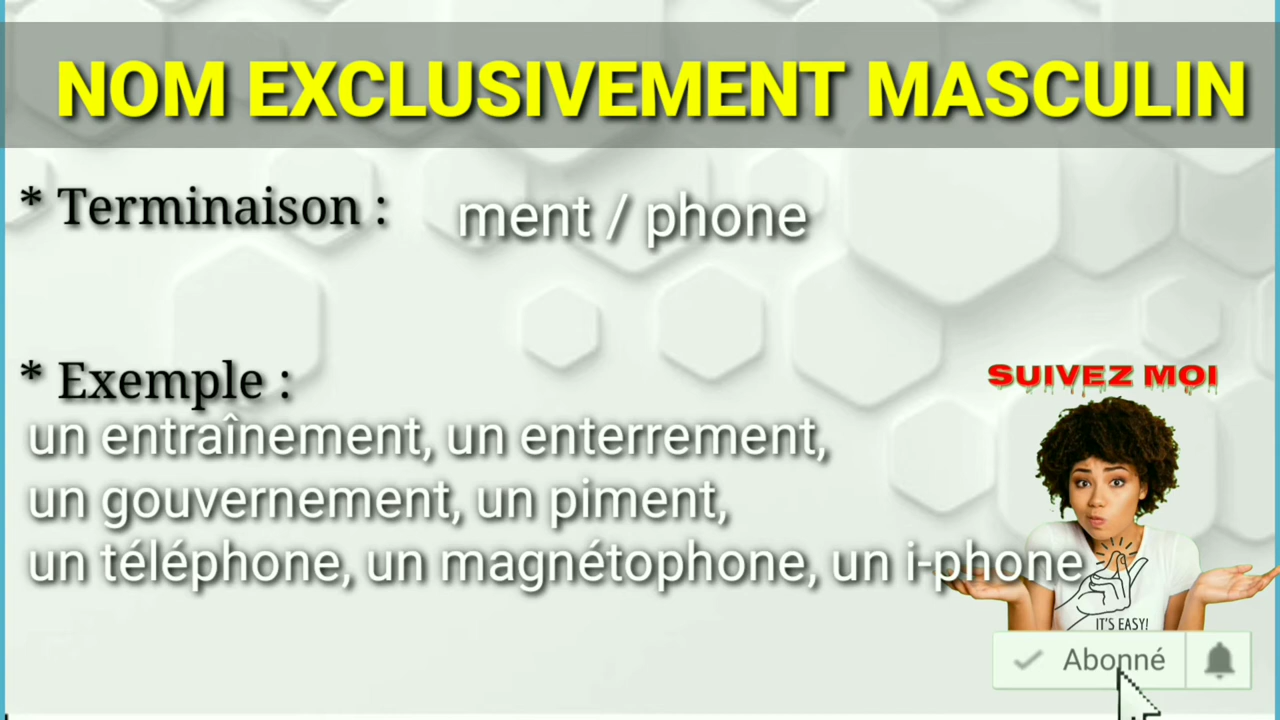 NOM EXCLUSIVEMENT MASCULIN
* Terminaison : ment / phone
* Exemple :
un entraînement, un enterrement,
un gouvernement, un piment,
un téléphone, un magnétophone, un i-phone
SUIVEZ MOI
IT'S EASY!
Abonné